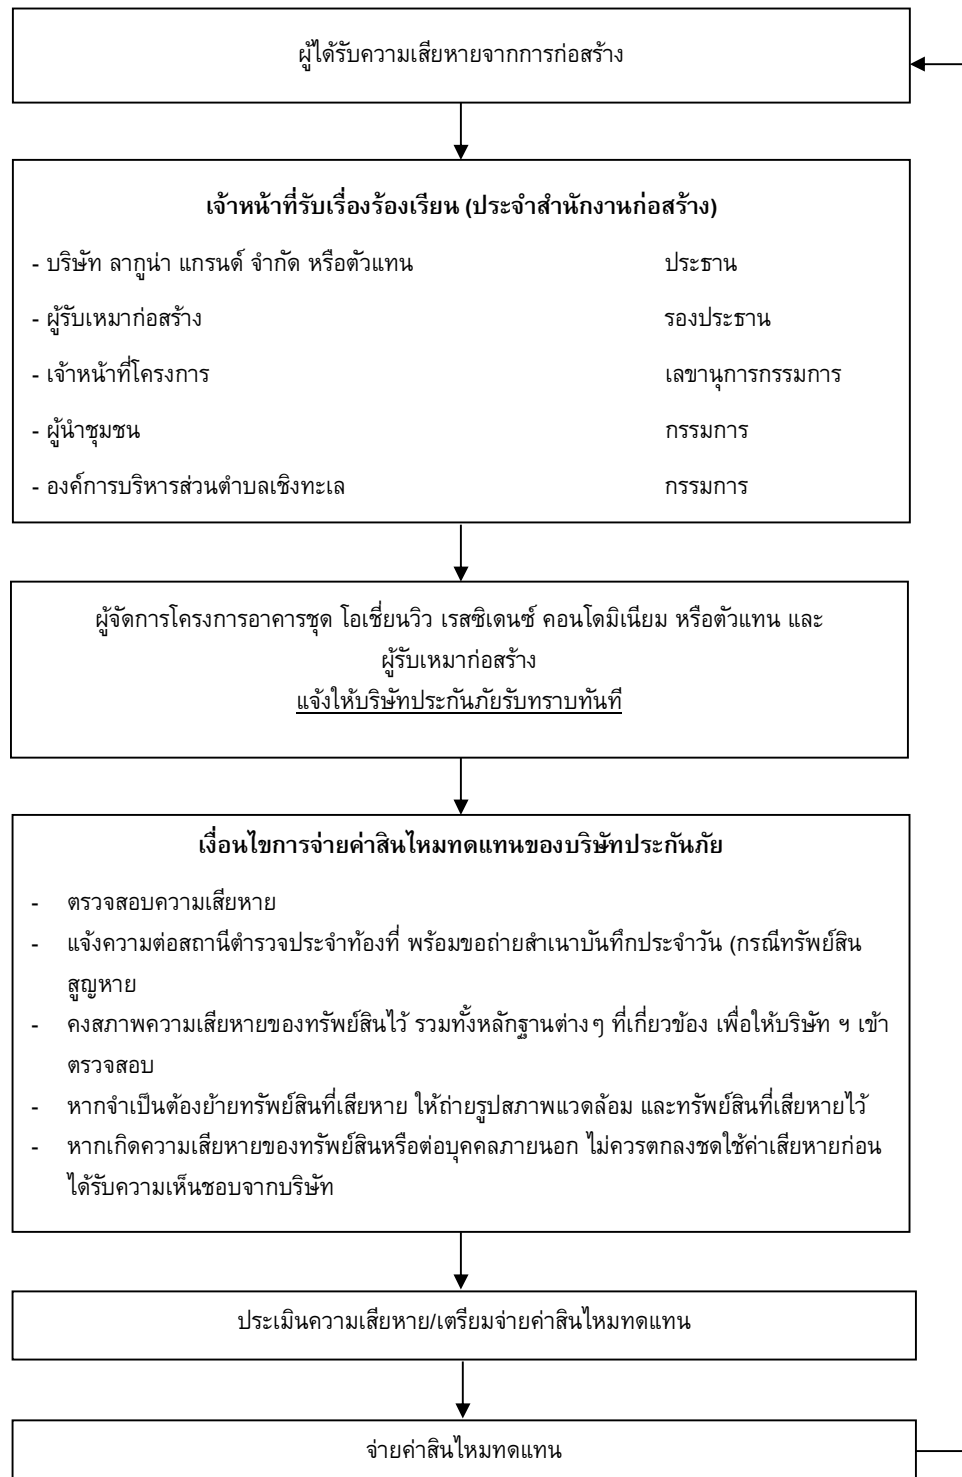 ผู้ได้รับความเสียหายจากการก่อสร้าง
เจ้าหน้าที่รับเรื่องร้องเรียน (ประจำสำนักงานก่อสร้าง)
- บริษัท ลากูน่า แกรนด์ จำกัด หรือตัวแทน ประธาน
- ผู้รับเหมาก่อสร้าง รองประธาน
- เจ้าหน้าที่โครงการ เลขานุการกรรมการ
- ผู้นำชุมชน กรรมการ
- องค์การบริหารส่วนตำบลเชิงทะเล กรรมการ
ผู้จัดการโครงการอาคารชุด โอเชี่ยนวิว เรสซิเดนซ์ คอนโดมิเนียม หรือตัวแทน และ
ผู้รับเหมาก่อสร้าง
แจ้งให้บริษัทประกันภัยรับทราบทันที
เงื่อนไขการจ่ายค่าสินไหมทดแทนของบริษัทประกันภัย
- ตรวจสอบความเสียหาย
- แจ้งความต่อสถานีตำรวจประจำท้องที่ พร้อมขอถ่ายสำเนาบันทึกประจำวัน (กรณีทรัพย์สิน
สูญหาย
- คงสภาพความเสียหายของทรัพย์สินไว้ รวมทั้งหลักฐานต่างๆ ที่เกี่ยวข้อง เพื่อให้บริษัท ฯ เข้า
ตรวจสอบ
- หากจำเป็นต้องย้ายทรัพย์สินที่เสียหาย ให้ถ่ายรูปสภาพแวดล้อม และทรัพย์สินที่เสียหายไว้
- หากเกิดความเสียหายของทรัพย์สินหรือต่อบุคคลภายนอก ไม่ควรตกลงชดใช้ค่าเสียหายก่อน
ได้รับความเห็นชอบจากบริษัท
ประเมินความเสียหาย/เตรียมจ่ายค่าสินไหมทดแทน
จ่ายค่าสินไหมทดแทน